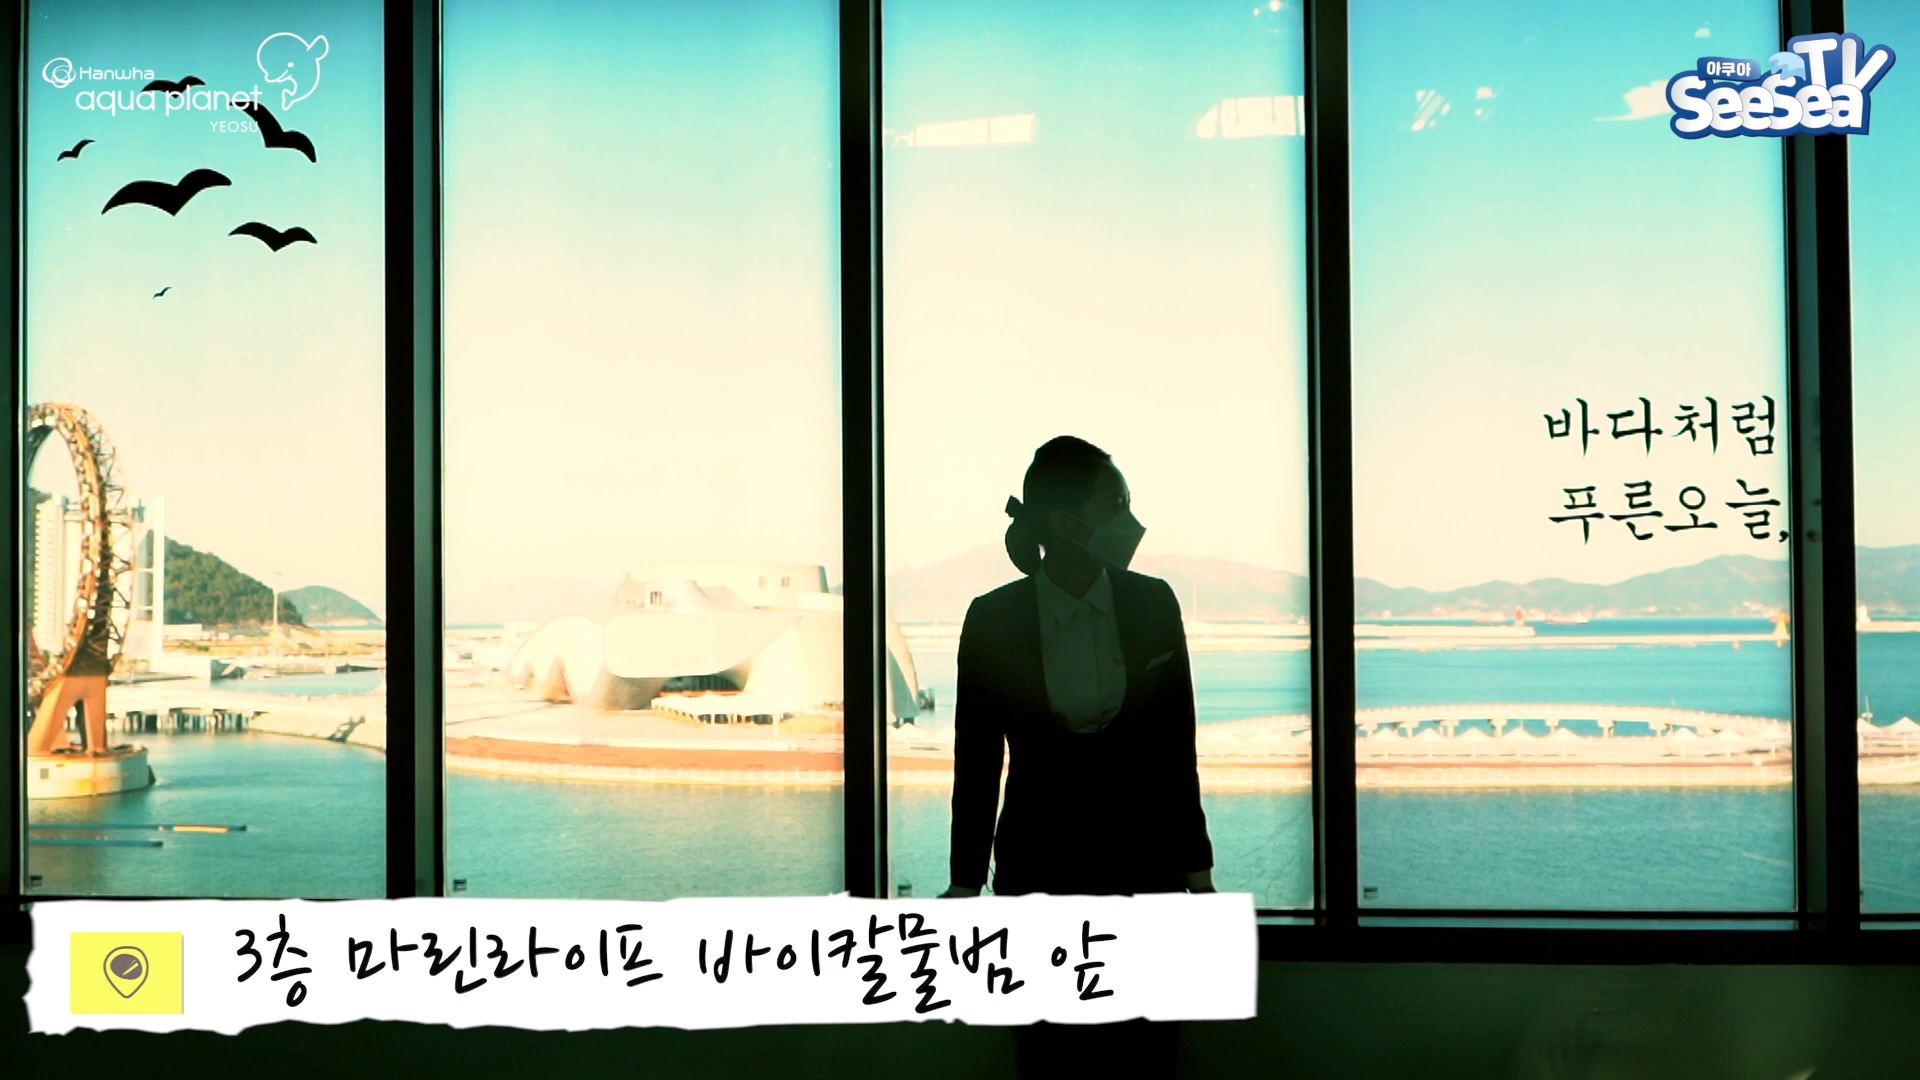 Hanwha
aqua planet
YEOSU
아쿠아
SeeSea TV
바다처럼
푸른오늘,
3층 마린라이프 바이칼물범 앞